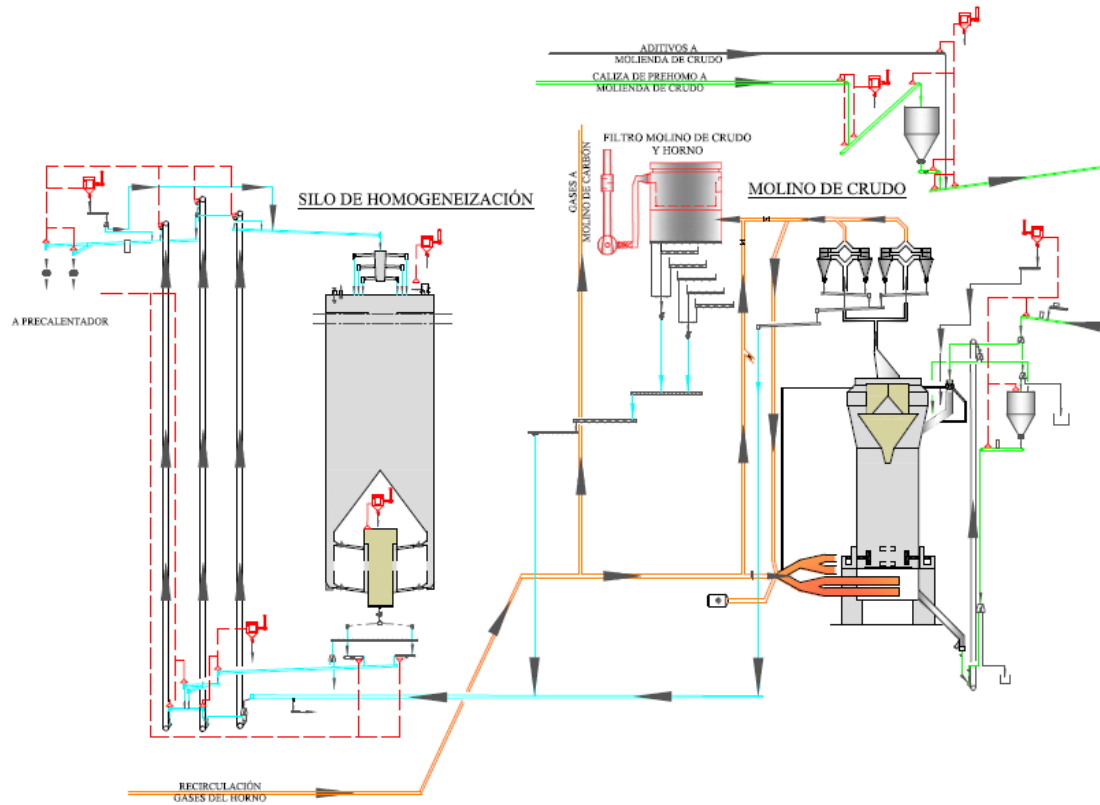 ADITIVOS A
MOLIENDA DE CRUDO
CALIZA DE PREHOMO A
MOLIENDA DE CRUDO
FILTRO MOLINO DE CRUDO
Y HORNO
GASES A
MOLINO DE CARBÓN
MOLINO DE CRUDO
SILO DE HOMOGENEIZACIÓN
A PRECALENTADOR
RECIRCULACIÓN
GASES DEL HORNO